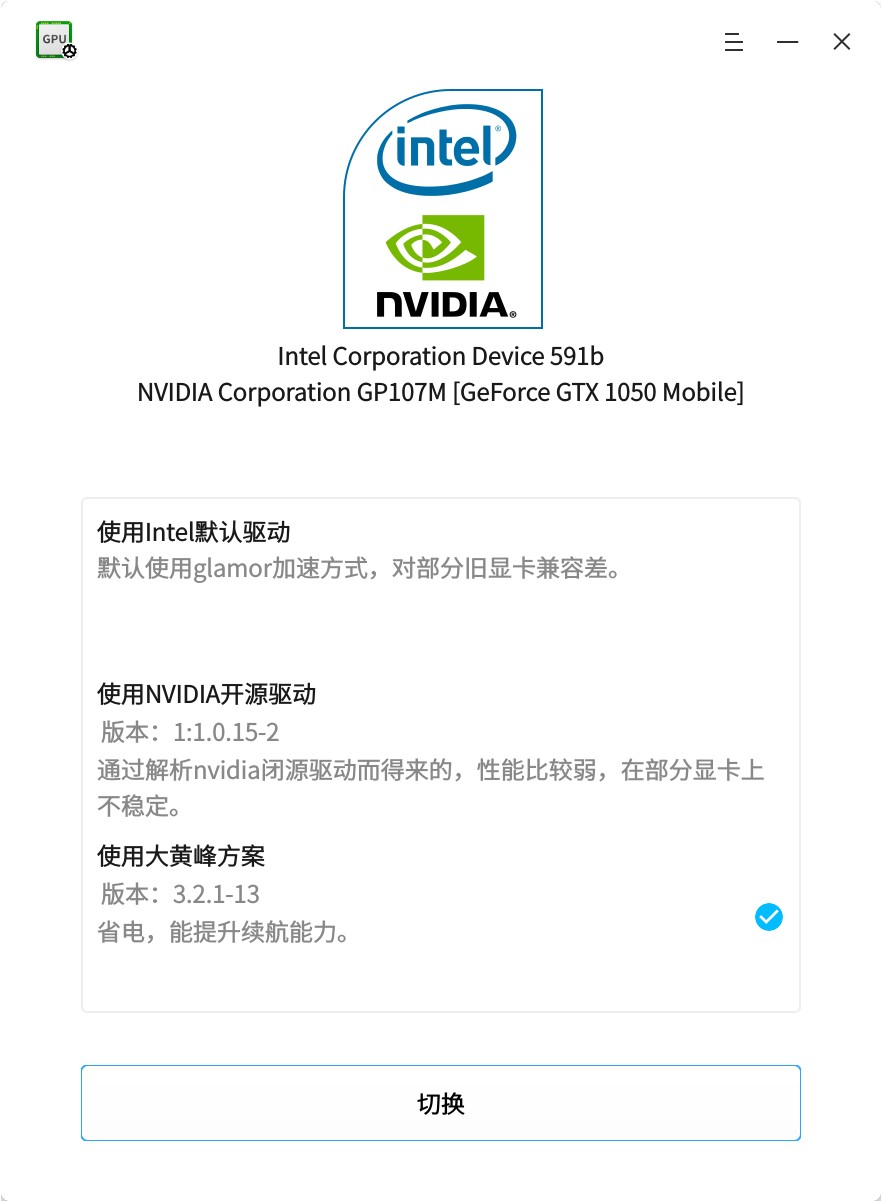 GPU
intel®
NVIDIA®
Intel Corporation Device 591b
NVIDIA Corporation GP107M [GeForce GTX 1050 Mobile]
使用Intel默认驱动
默认使用glamor加速方式，对部分旧显卡兼容差。
使用NVIDIA开源驱动
版本：1:1.0.15-2
通过解析nvidia闭源驱动而得来的，性能比较弱，在部分显卡上
不稳定。
使用大黄峰方案
版本：3.2.1-13
省电，能提升续航能力。
切换